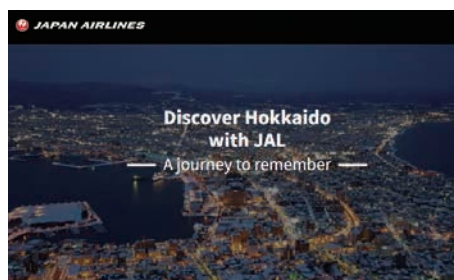 JAPAN AIRLINES
Discover Hokkaido
with JAL
A journey to remember